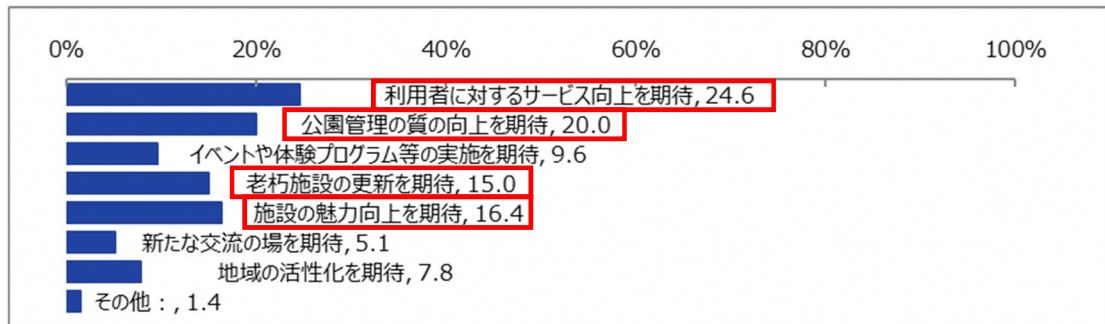 0% 20% 40% 60% 80% 100%
利用者に対するサービス向上を期待, 24.6
公園管理の質の向上を期待, 20.0
イベントや体験プログラム等の実施を期待, 9.6
老朽施設の更新を期待, 15.0
施設の魅力向上を期待, 16.4
新たな交流の場を期待, 5.1
地域の活性化を期待, 7.8
その他：, 1.4